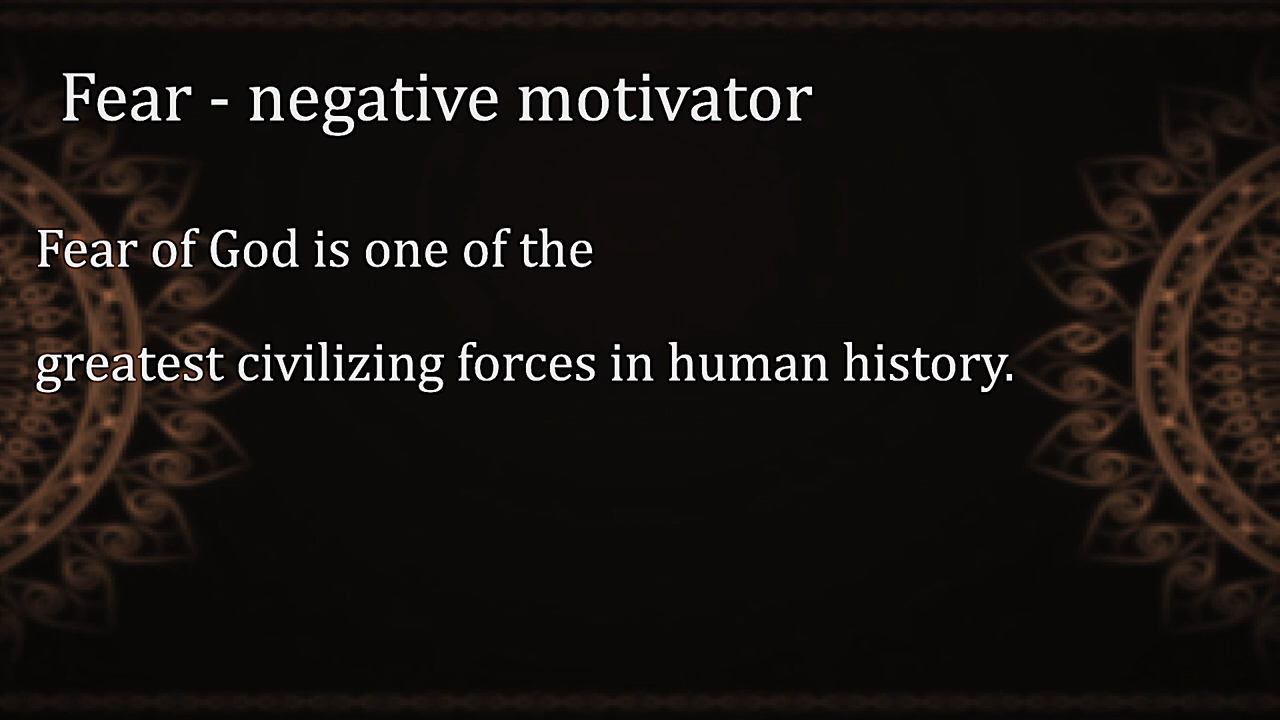 Fear - negative motivator
Fear of God is one of the
greatest civilizing forces in human history.